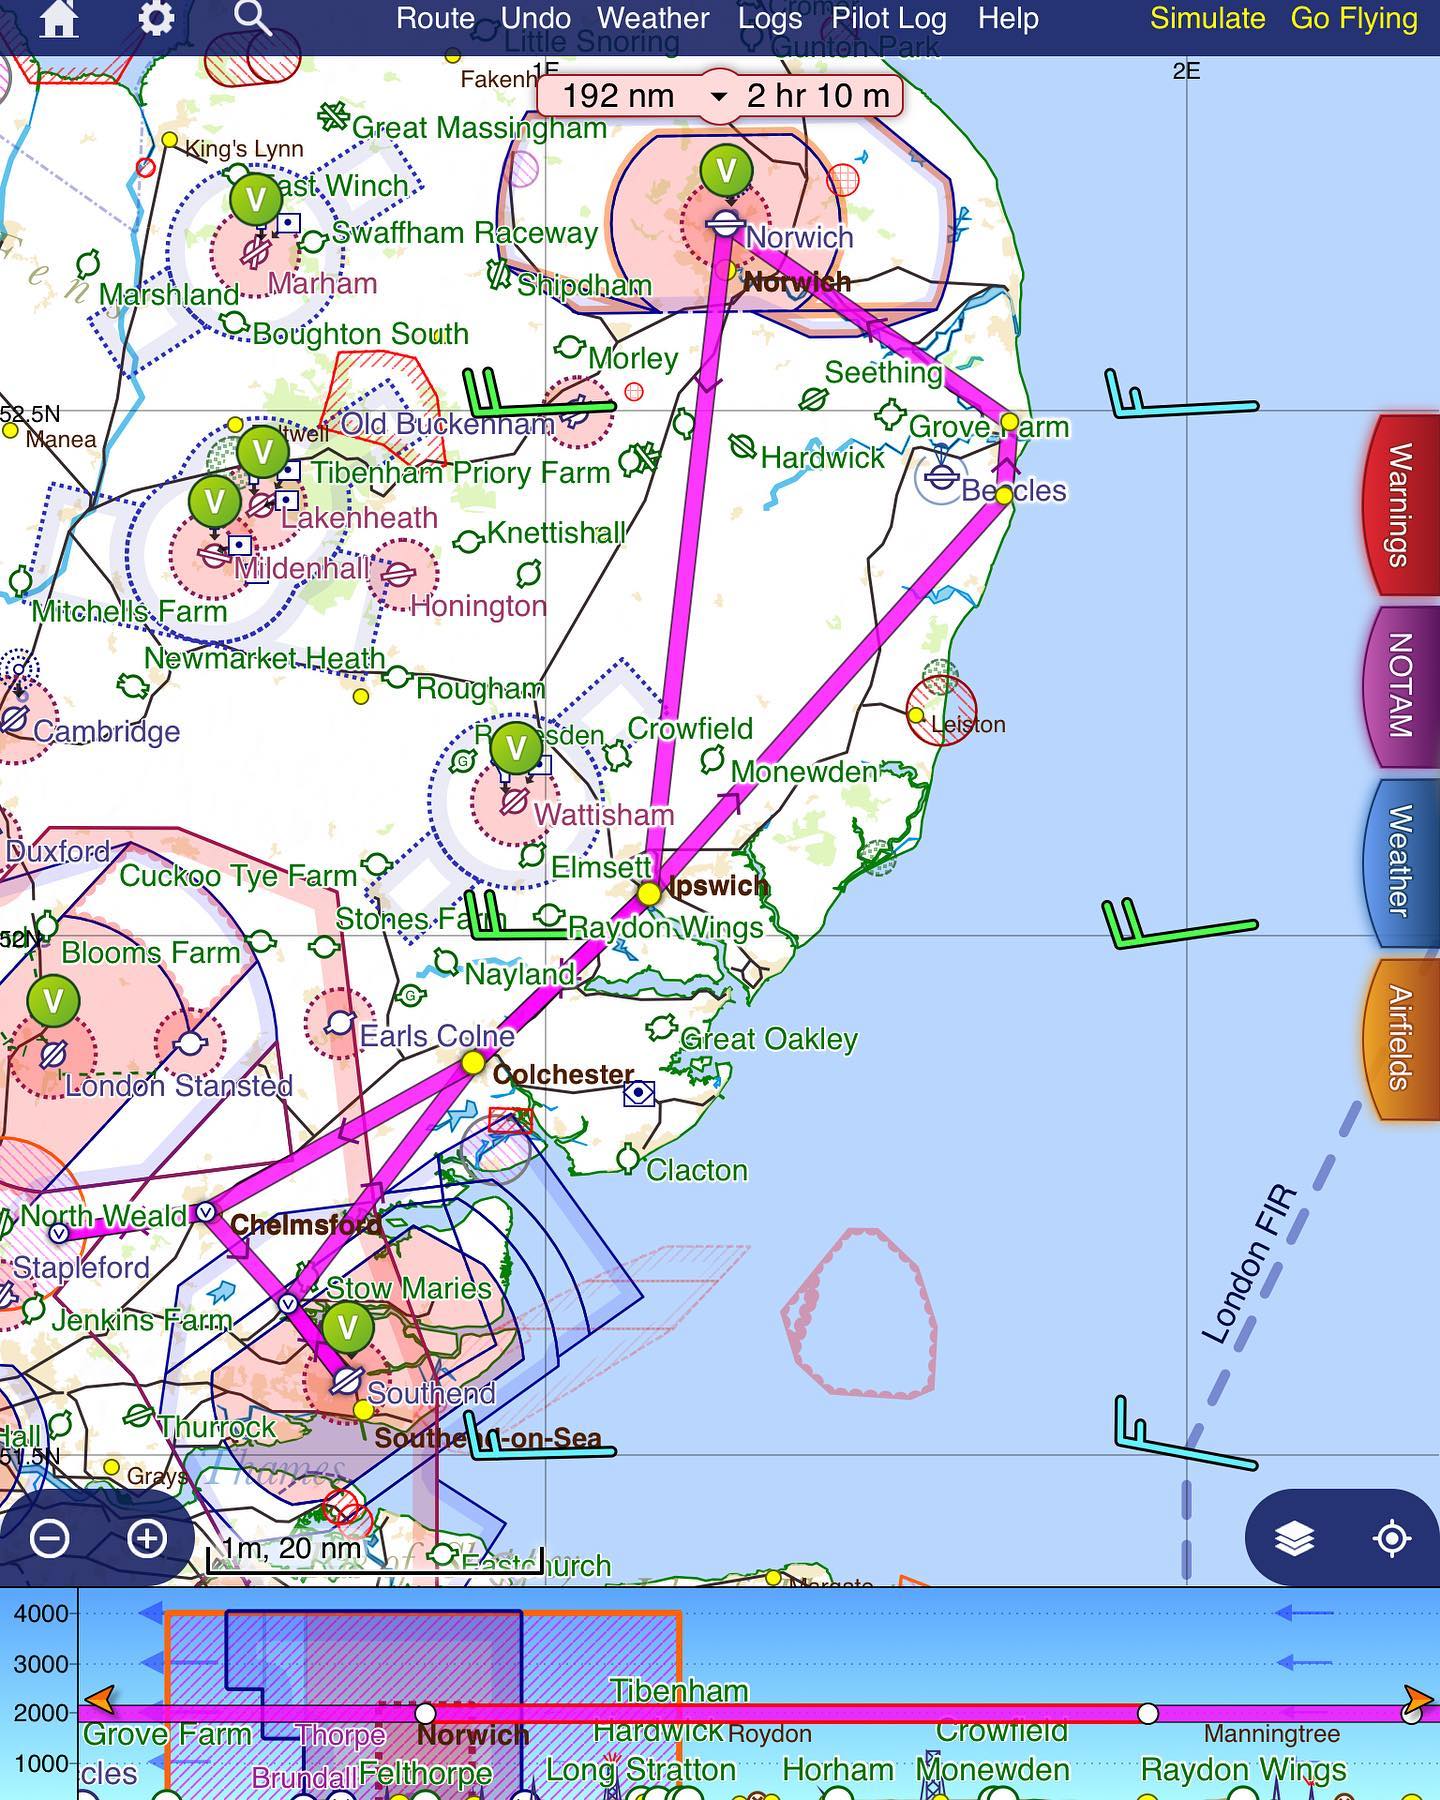 Route Undo Weather Logs Pilot Log Help Simulate Go Flying
Little Snoring
Gunton Park
1E
2E
192 nm 2 hr 10 m
Great Massingham
King's Lynn
East Winch
Swaffham Raceway
Norwich
Marham
Norwich
Shipdham
Marshland
Boughton South
Morley
Seething
52.5N
Manea
Old Buckenham
Grove Farm
Tibenham Priory Farm
Hardwick
Beccles
Lakenheath
Knettishall
Mildenhall
Honington
Mitchells Farm
Newmarket Heath
Rougham
Cambridge
Crowfield
Leiston
Monewden
Wattisham
Duxford
Cuckoo Tye Farm
Elmsett
Ipswich
Stones Farm
Raydon Wings
52N
Blooms Farm
Nayland
Earls Colne
Great Oakley
London Stansted
Colchester
Clacton
North Weald
Chelmsford
Stapleford
Stow Maries
Jenkins Farm
Southend
Thurrock
Southend-on-Sea
51.5N
Grays
Thames
London FIR
Warnings
NOTAM
Weather
Airfields
V
V
V
V
V
V
V
G
G
1m, 20 nm
Eastchurch
Margate
4000
3000
2000
1000
Tibenham
Grove Farm
Thorpe
Norwich
Hardwick
Roydon
Crowfield
Manningtree
cles
Brundall
Felthorpe
Long Stratton
Horham
Monewden
Raydon Wings